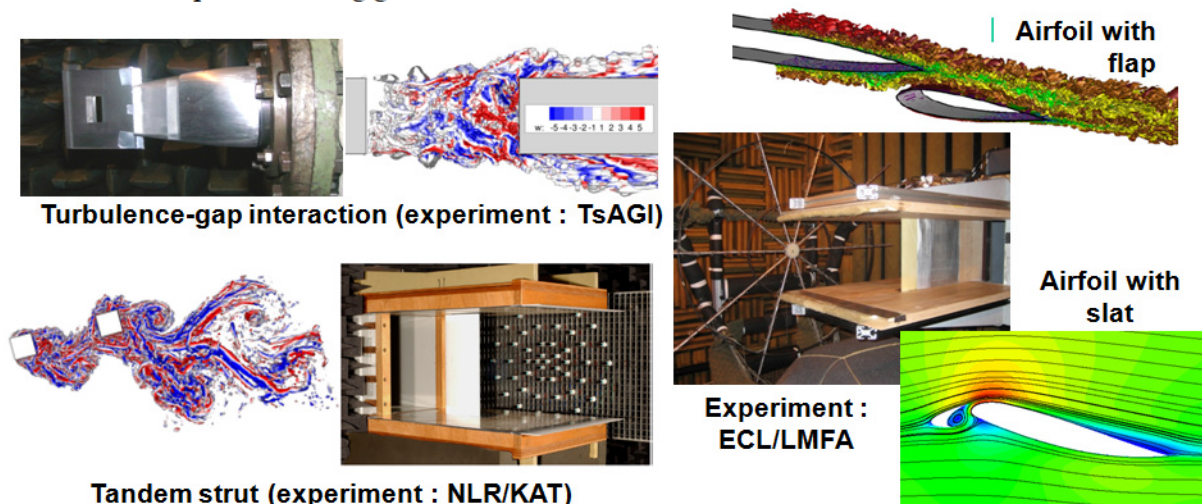 Airfoil with
flap
w: -5-4-3-2-1 1 2 3 4 5
Turbulence-gap interaction (experiment : TsAGI)
Airfoil with
slat
Experiment :
ECL/LMFA
Tandem strut (experiment : NLR/KAT)